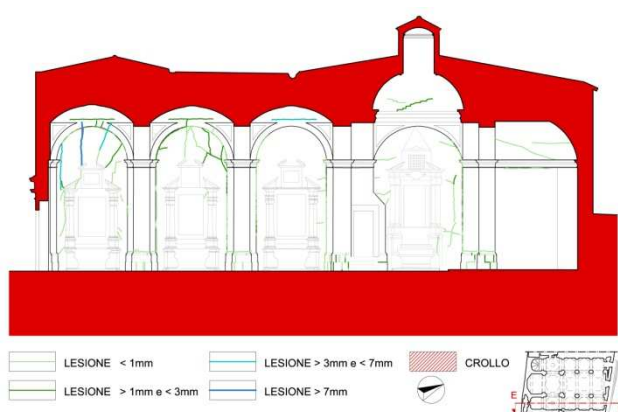 LESIONE < 1mm
LESIONE > 3mm e < 7mm
CROLLO
LESIONE > 1mm e < 3mm
LESIONE > 7mm
E